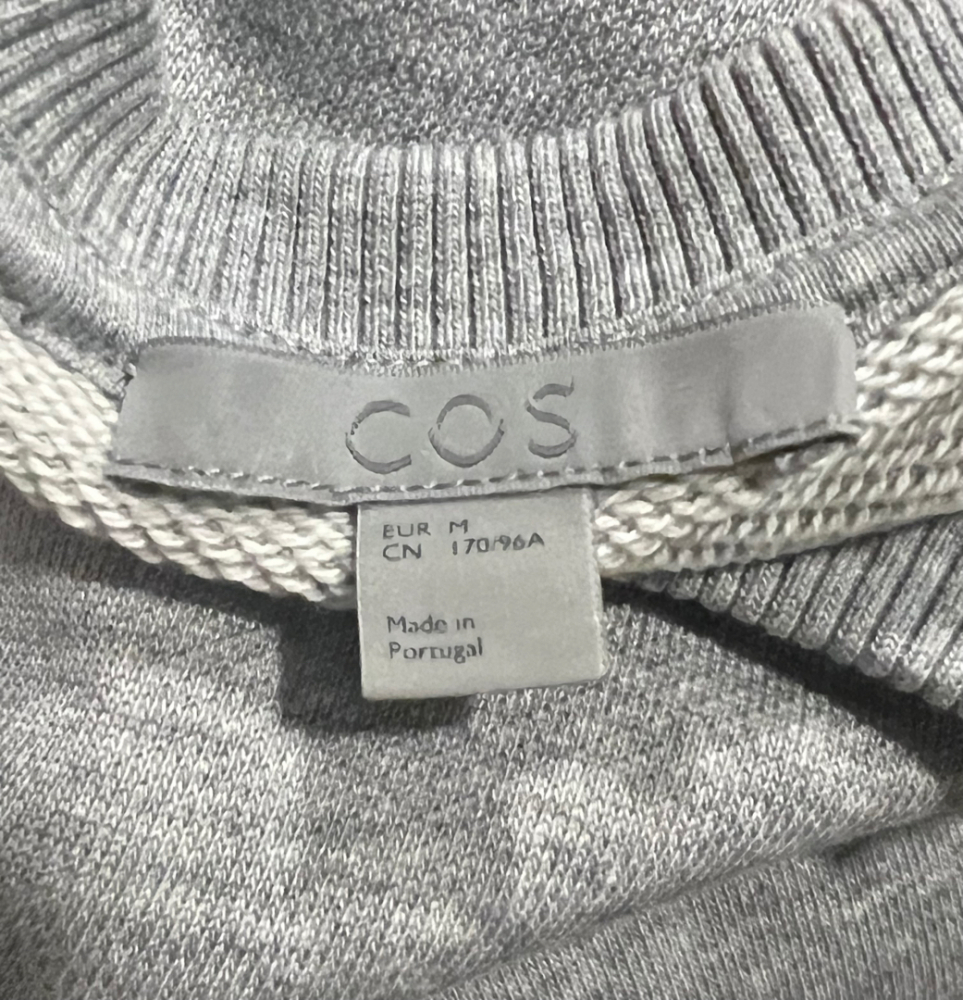 COS
EUR M
CN 170/96A
Made in
Portugal